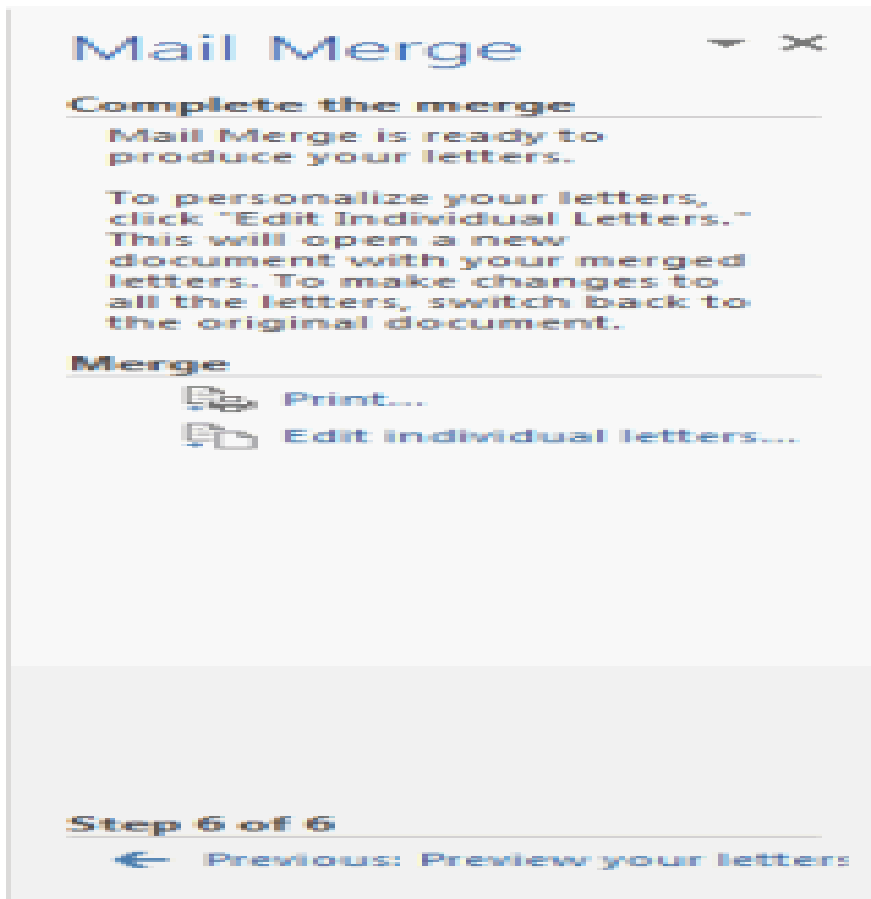 Mail Merge
Complete the merge
Mail Merge is ready to
produce your letters.
To personalize your letters,
click "Edit Individual Letters."
This will open a new
document with your merged
letters. To make changes to
all the letters, switch back to
the original document.
Merge
Print...
Edit individual letters...
Step 6 of 6
Previous: Preview your letters